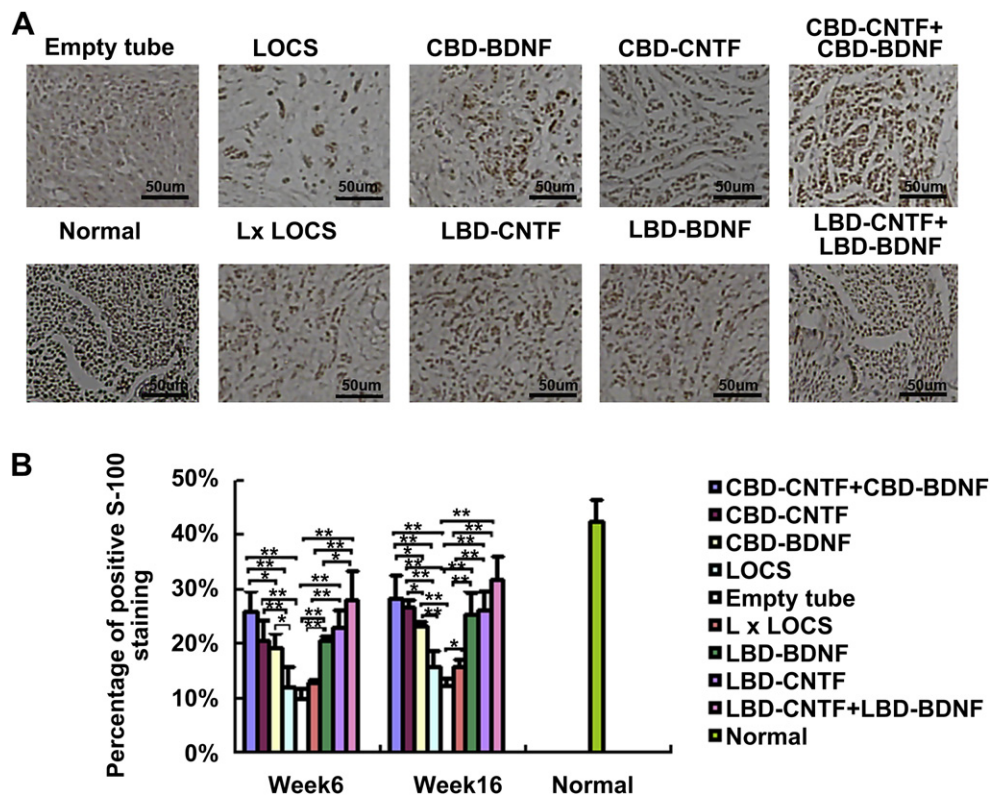 A
Empty tube
LOCS
CBD-BDNF
CBD-CNTF
CBD-CNTF+
CBD-BDNF
50um
50um
50um
50um
50um
Normal
Lx LOCS
LBD-CNTF
LBD-BDNF
LBD-CNTF+
LBD-BDNF
50um
50um
50um
50um
50um
B
Percentage of positive S-100
staining
50%
40%
30%
20%
10%
0%
** ** * ** ** ** * ** ** ** ** ** ** *
** ** * ** * ** ** ** ** ** ** ** ** *
Week6
Week16
Normal
CBD-CNTF+CBD-BDNF
CBD-CNTF
CBD-BDNF
LOCS
Empty tube
L x LOCS
LBD-BDNF
LBD-CNTF
LBD-CNTF+LBD-BDNF
Normal